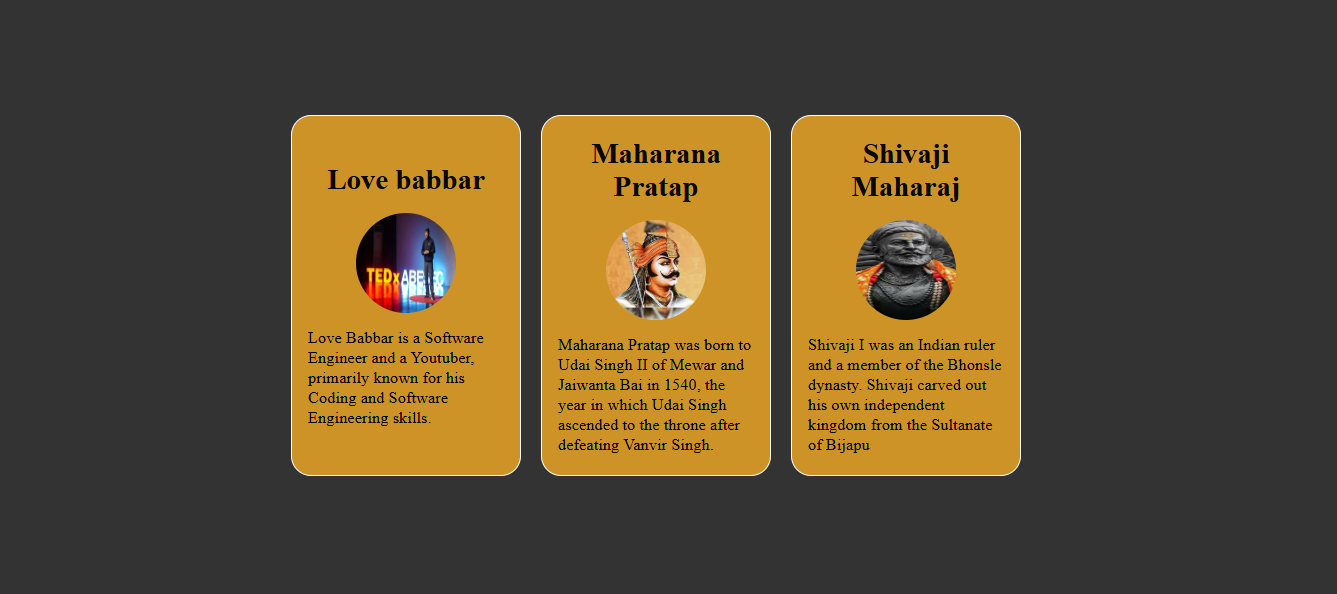 Love babbar
TEDx
Love Babbar is a Software
Engineer and a Youtuber,
primarily known for his
Coding and Software
Engineering skills.
Maharana
Pratap
Maharana Pratap was born to
Udai Singh II of Mewar and
Jaiwanta Bai in 1540, the
year in which Udai Singh
ascended to the throne after
defeating Vanvir Singh.
Shivaji
Maharaj
Shivaji I was an Indian ruler
and a member of the Bhonsle
dynasty. Shivaji carved out
his own independent
kingdom from the Sultanate
of Bijapu